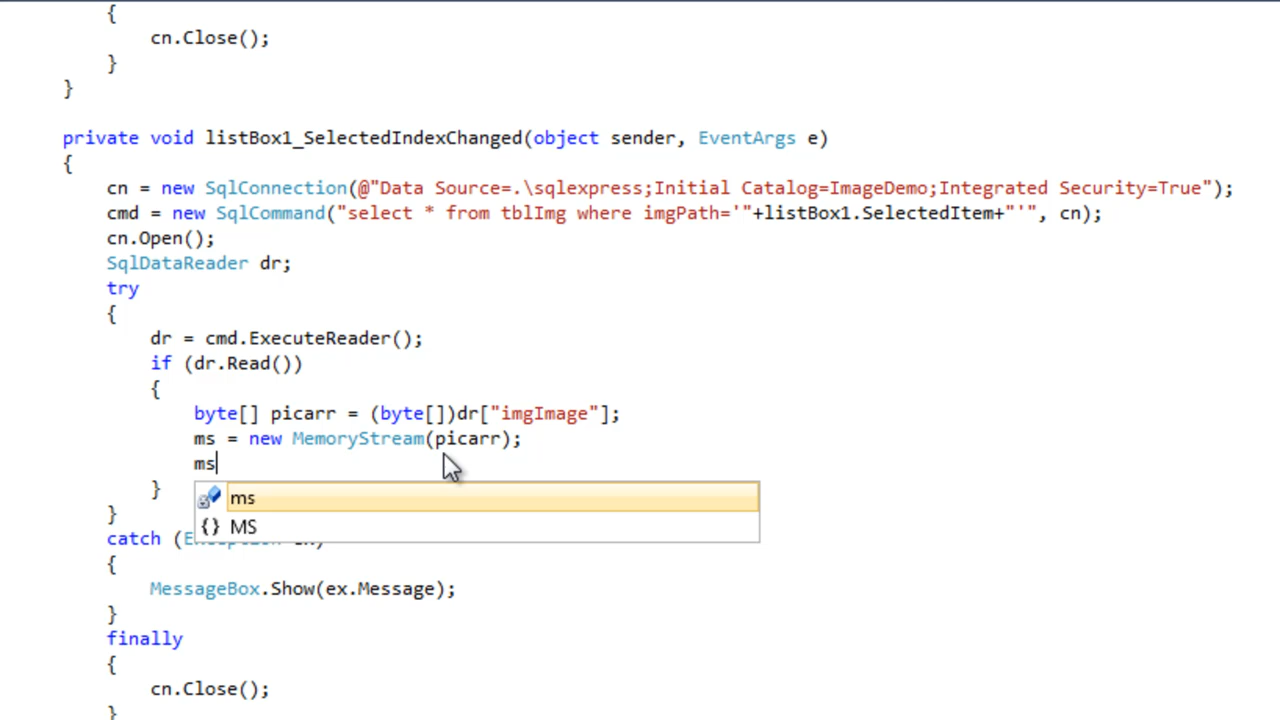 {
cn.Close();
}
}
private void listBox1_SelectedIndexChanged(object sender, EventArgs e)
{
cn = new SqlConnection(@"Data Source=.\sqlexpress;Initial Catalog=ImageDemo;Integrated Security=True");
cmd = new SqlCommand("select * from tblImg where imgPath='"+listBox1.SelectedItem+"'", cn);
cn.Open();
SqlDataReader dr;
try
{
dr = cmd.ExecuteReader();
if (dr.Read())
{
byte[] picarr = (byte[])dr["imgImage"];
ms = new MemoryStream(picarr);
ms
}
ms
{} MS
}
catch (
{
MessageBox.Show(ex.Message);
}
finally
{
cn.Close();
}